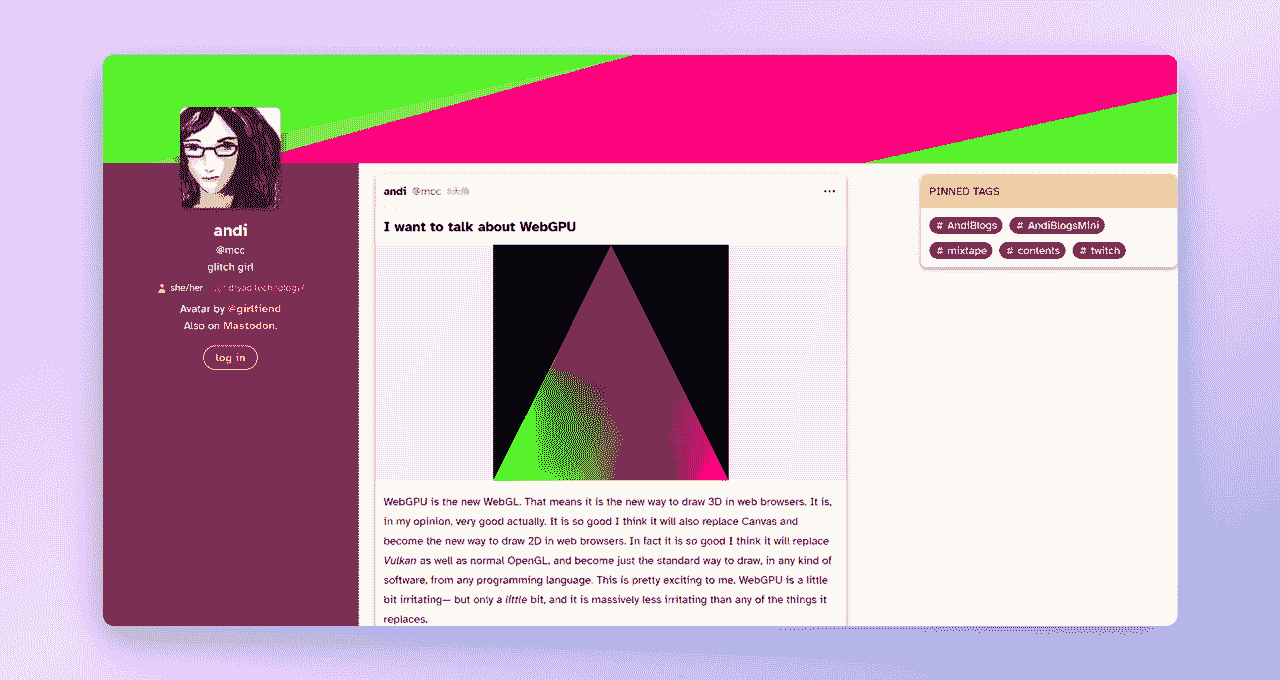 andi
@mcc
glitch girl
she/her
Avatar by @girlfiend
Also on Mastodon.
log in
andi @mcc 5天前
I want to talk about WebGPU
WebGPU is the new WebGL. That means it is the new way to draw 3D in web browsers. It is,
in my opinion, very good actually. It is so good I think it will also replace Canvas and
become the new way to draw 2D in web browsers. In fact it is so good I think it will replace
Vulkan as well as normal OpenGL, and become just the standard way to draw, in any kind of
software, from any programming language. This is pretty exciting to me. WebGPU is a little
bit irritating— but only a little bit, and it is massively less irritating than any of the things it
replaces.
PINNED TAGS
# AndiBlogs # AndiBlogsMini
# mixtape # contents # twitch